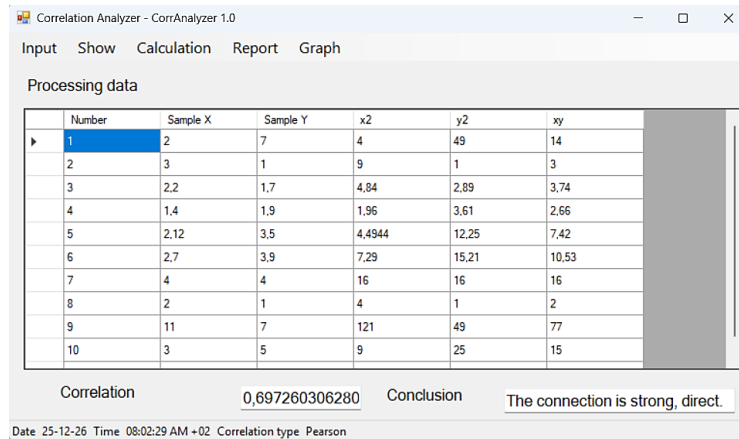 Correlation Analyzer - CorrAnalyzer 1.0
Input Show Calculation Report Graph
Processing data
Number Sample X Sample Y x2 y2 xy
1 2 7 4 49 14
2 3 1 9 1 3
3 2,2 1,7 4,84 2,89 3,74
4 1,4 1,9 1,96 3,61 2,66
5 2,12 3,5 4,4944 12,25 7,42
6 2,7 3,9 7,29 15,21 10,53
7 4 4 16 16 16
8 2 1 4 1 2
9 11 7 121 49 77
10 3 5 9 25 15
Correlation 0,697260306280 Conclusion The connection is strong, direct.
Date 25-12-26 Time 08:02:29 AM +02 Correlation type Pearson